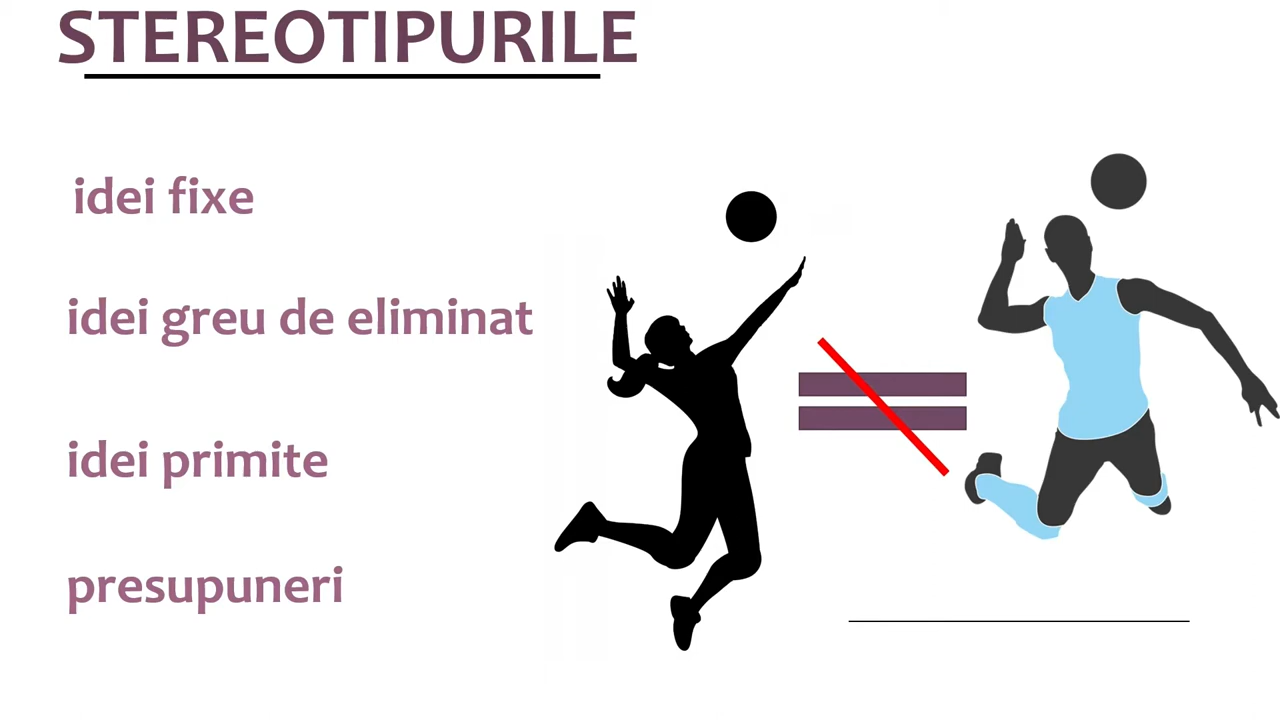 STEREOTIPURILE
idei fixe
idei greu de eliminat
idei primite
presupuneri